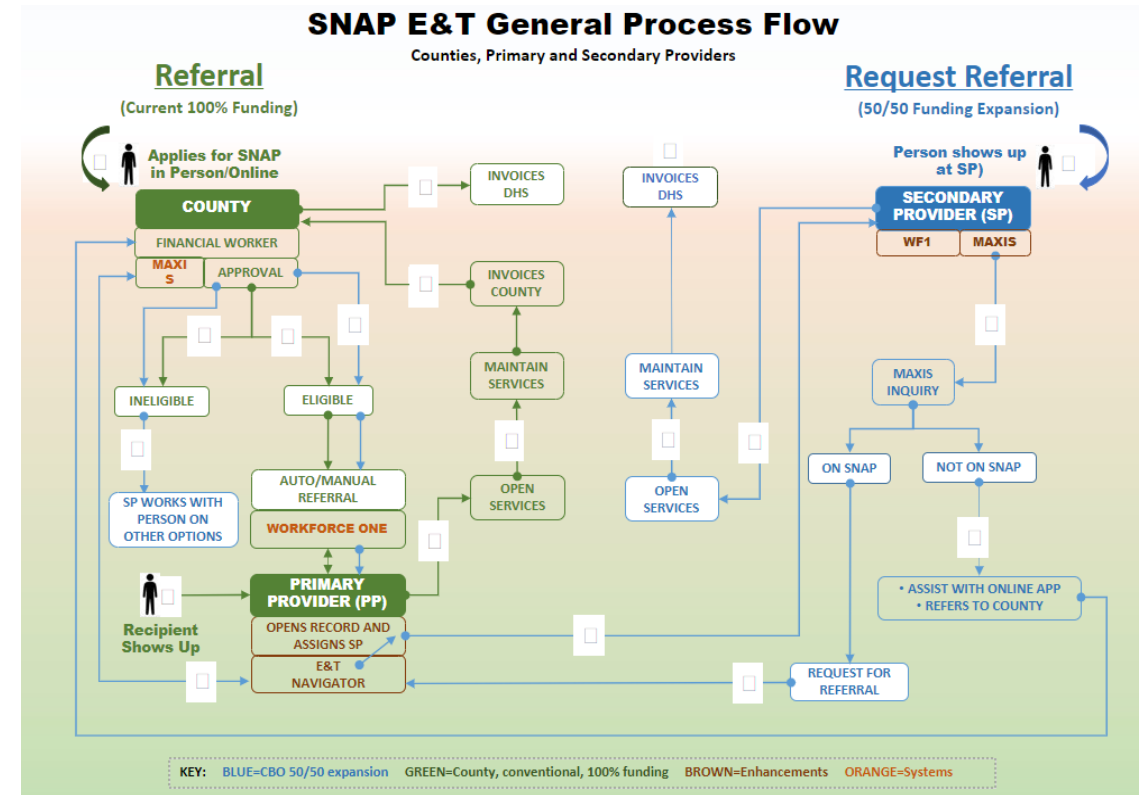 SNAP E&T General Process Flow
Counties, Primary and Secondary Providers
Referral
(Current 100% Funding)
Request Referral
(50/50 Funding Expansion)
Applies for SNAP
in Person/Online
Person shows up
at SP)
COUNTY
FINANCIAL WORKER
MAXI
S
APPROVAL
INVOICES
DHS
INVOICES
DHS
SECONDARY
PROVIDER (SP)
WF1
MAXIS
INVOICES
COUNTY
MAINTAIN
SERVICES
MAINTAIN
SERVICES
MAXIS
INQUIRY
INELIGIBLE
ELIGIBLE
ON SNAP
NOT ON SNAP
AUTO/MANUAL
REFERRAL
WORKFORCE ONE
OPEN
SERVICES
OPEN
SERVICES
SP WORKS WITH
PERSON ON
OTHER OPTIONS
PRIMARY
PROVIDER (PP)
OPENS RECORD AND
ASSIGNS SP
E&T
NAVIGATOR
Recipient
Shows Up
• ASSIST WITH ONLINE APP
• REFERS TO COUNTY
REQUEST FOR
REFERRAL
KEY: BLUE=CBO 50/50 expansion GREEN=County, conventional, 100% funding BROWN=Enhancements ORANGE=Systems